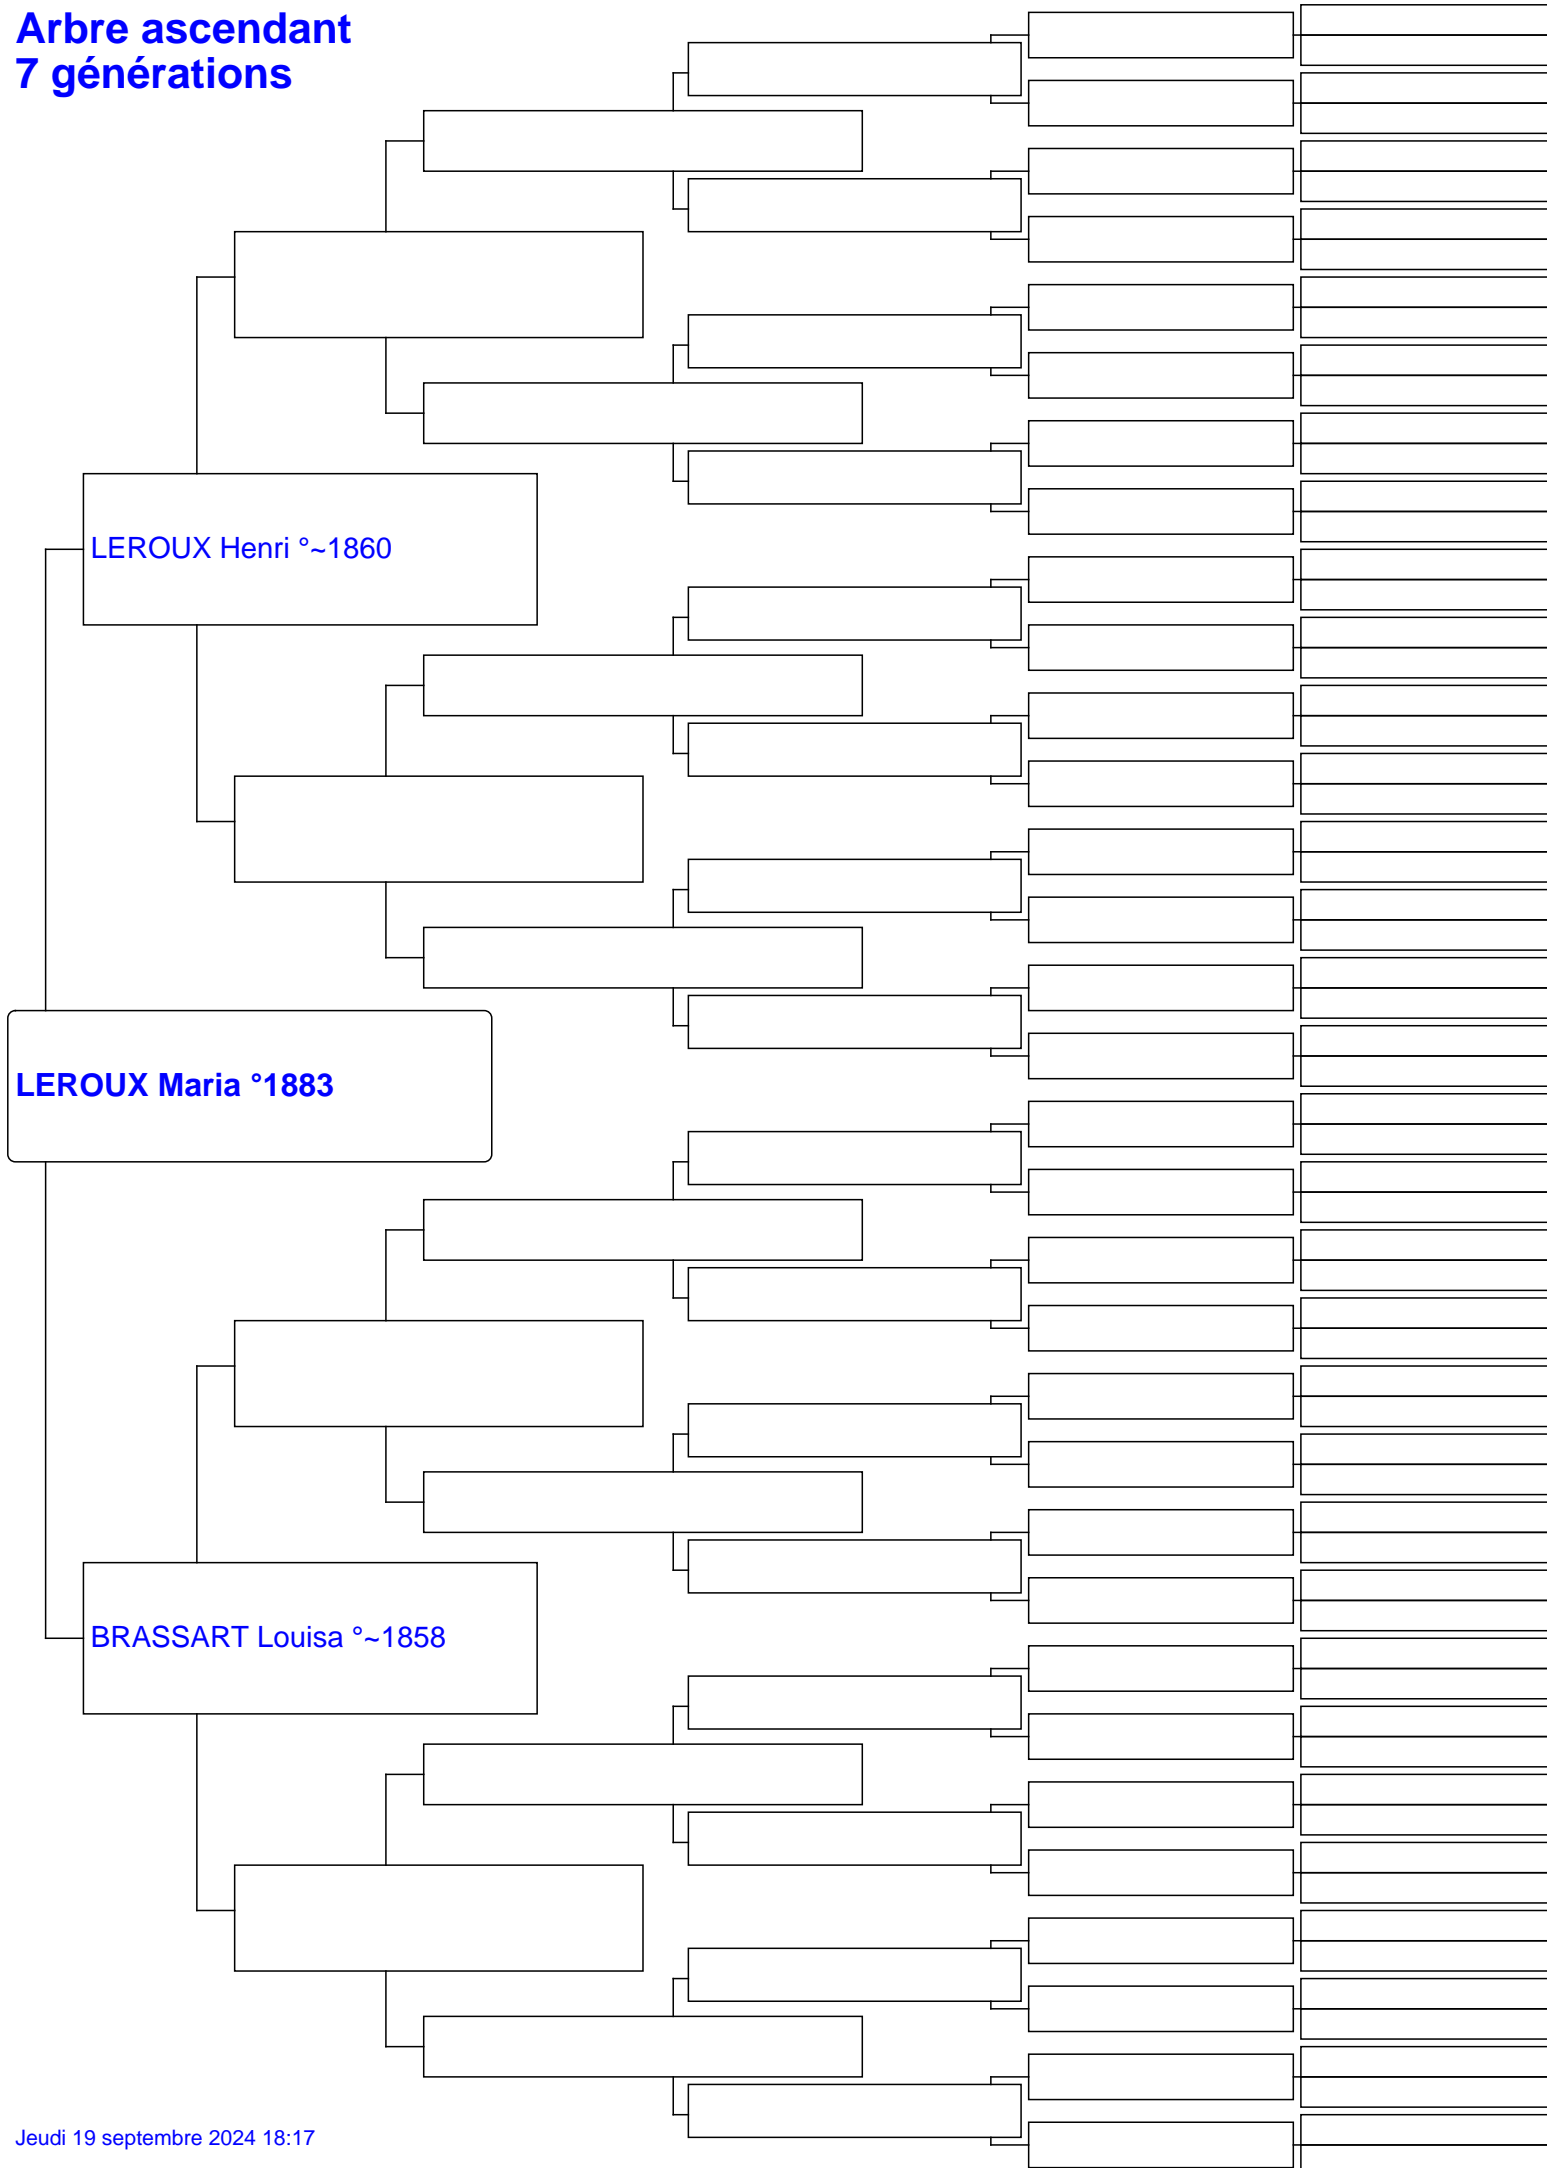 Arbre ascendant
7 générations
LEROUX Henri °~1860
LEROUX Maria °1883
BRASSART Louisa °~1858
Jeudi 19 septembre 2024 18:17